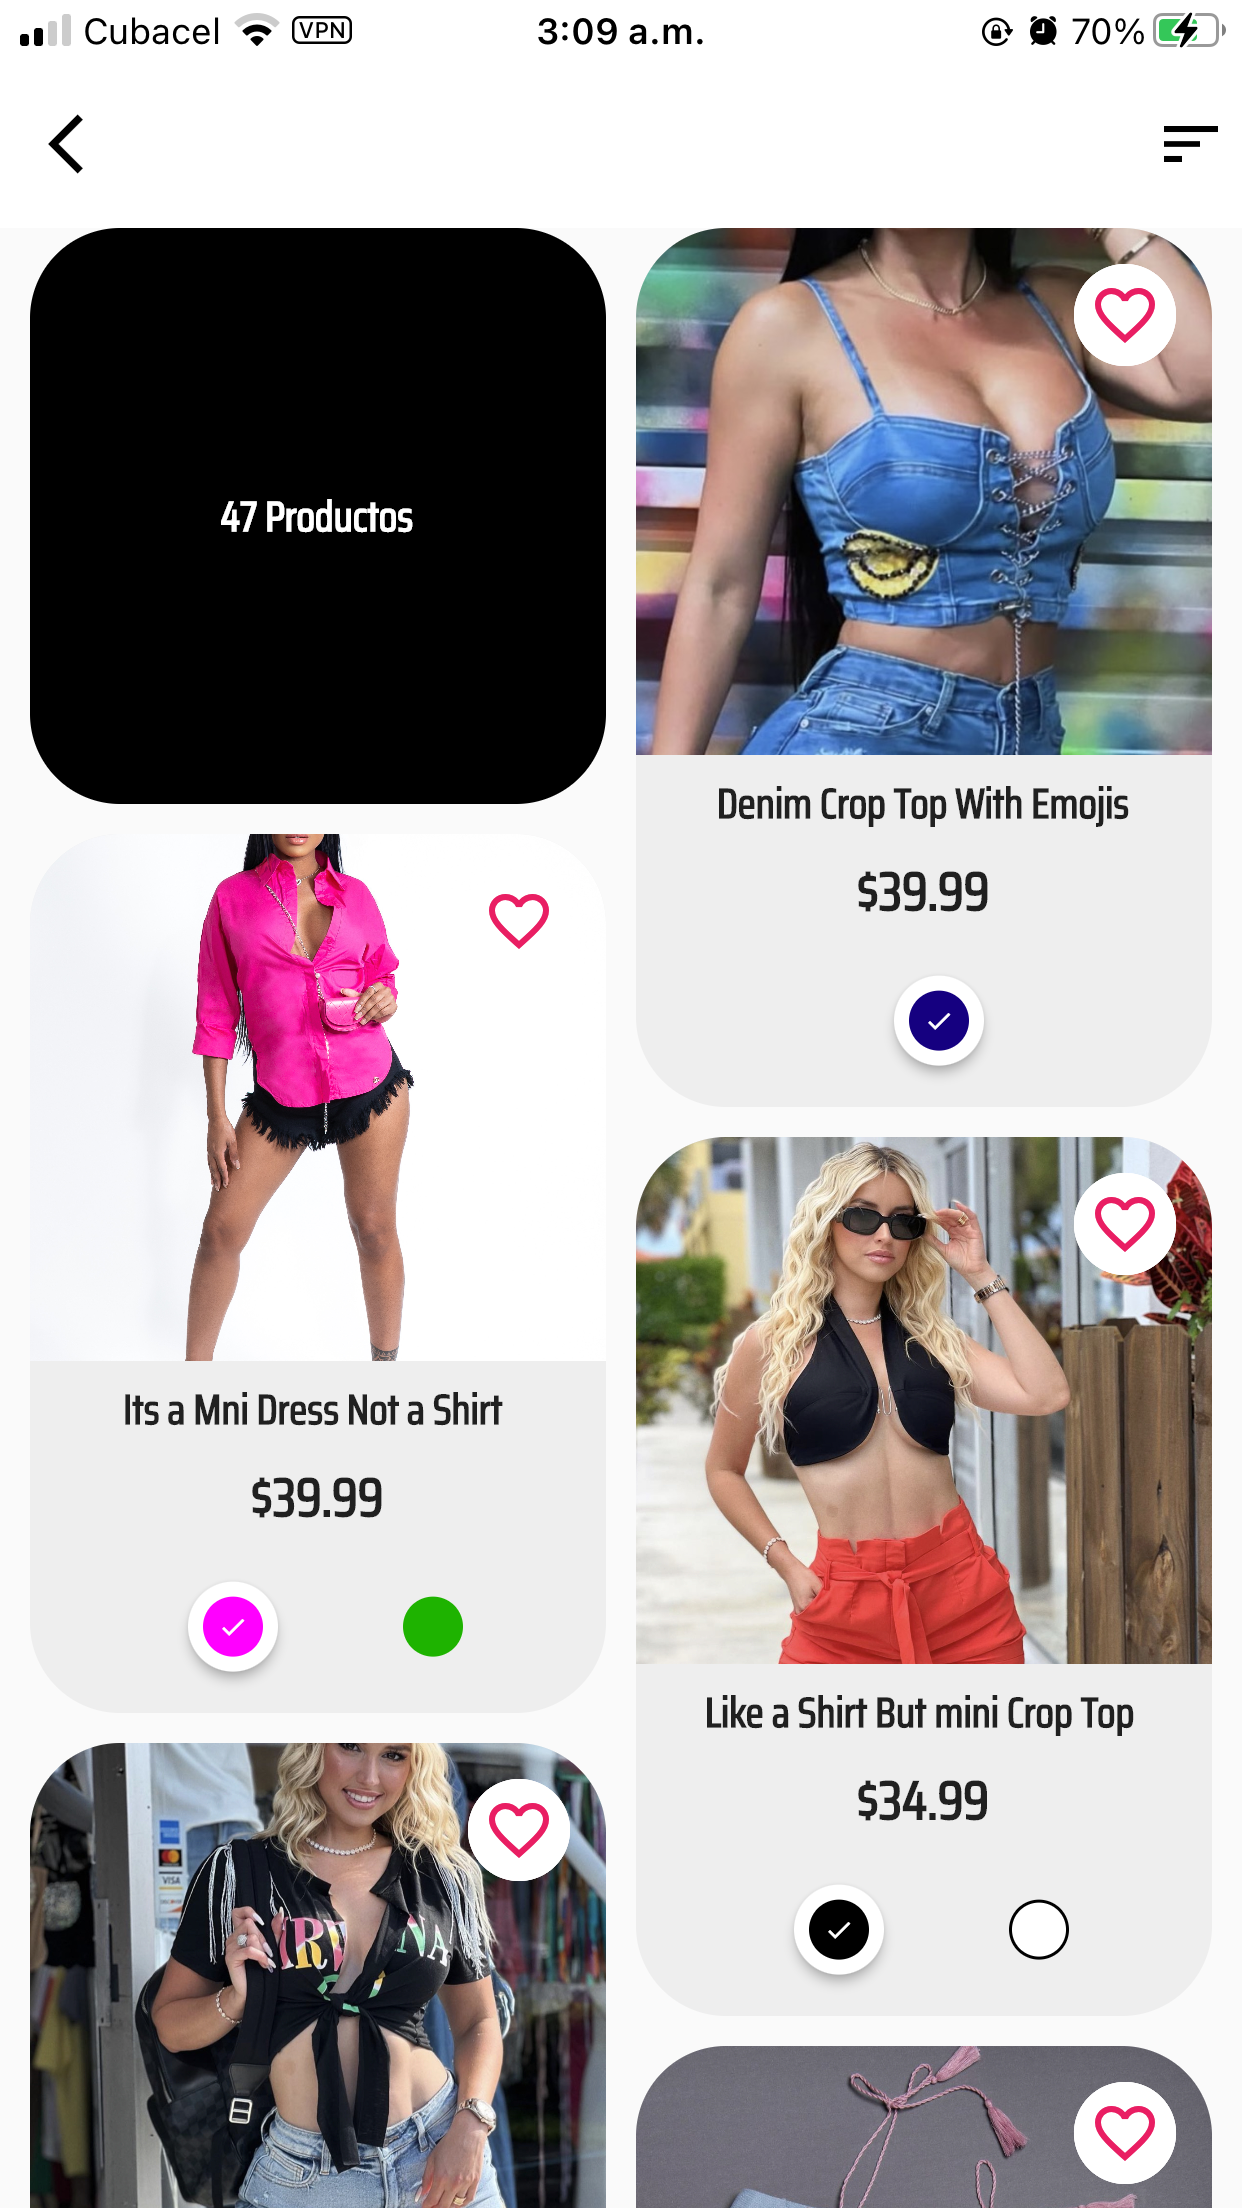 Cubacel VPN 3:09 a.m. 70%
47 Productos
Denim Crop Top With Emojis
$39.99
Its a Mni Dress Not a Shirt
$39.99
Like a Shirt But mini Crop Top
$34.99
VISA